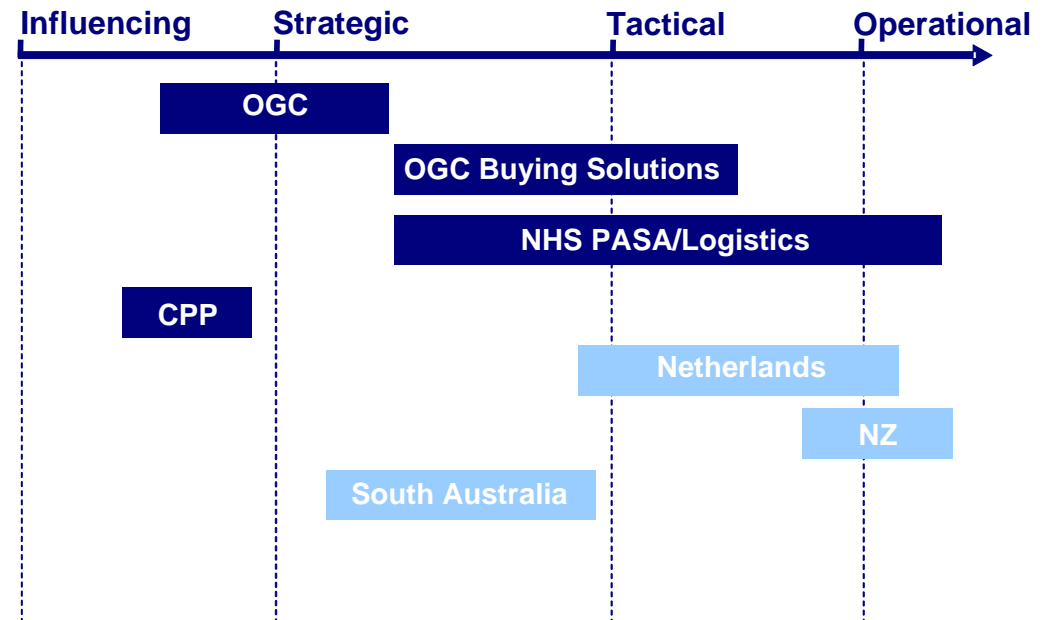 Influencing Strategic Tactical Operational
OGC
OGC Buying Solutions
NHS PASA/Logistics
CPP
Netherlands
NZ
South Australia